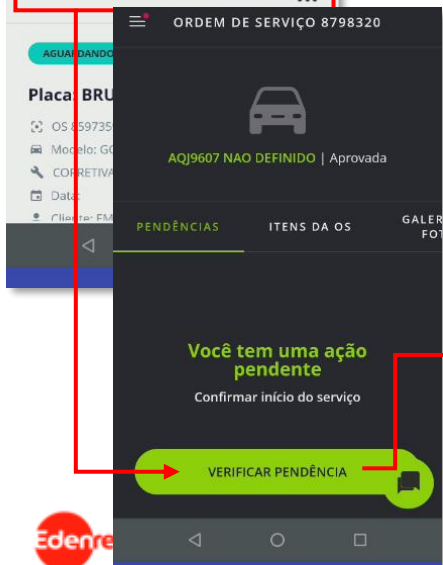 ORDEM DE SERVIÇO 8798320
AGUARDANDO
Placa: BRU
OS 859735
Modelo: GO
CORRETIVA
Data:
Cliente: EM
AQJ9607 NAO DEFINIDO | Aprovada
PENDÊNCIAS
ITENS DA OS
GALER
FOT
Você tem uma ação
pendente
Confirmar início do serviço
VERIFICAR PENDÊNCIA
Edenre